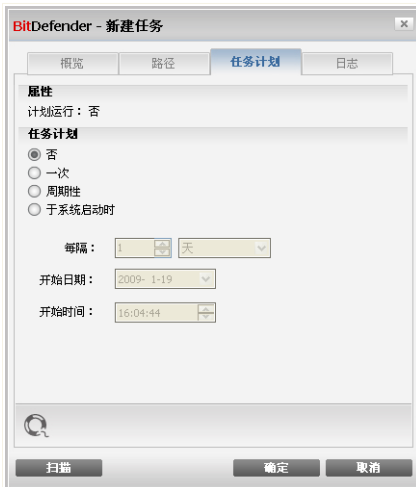 BitDefender - 新建任务
概览 路径 任务计划 日志
属性
计划运行：否
任务计划
否
一次
周期性
于系统启动时
每隔： 1 天
开始日期： 2009- 1-19
开始时间： 16:04:44
扫描 确定 取消